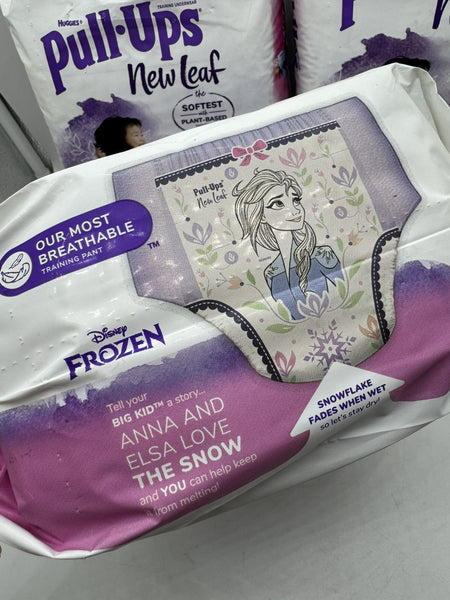 TRAINING UNDERWEAR
HUGGIES
Pull-Ups
New Leaf
the
SOFTEST
with
PLANT-BASED
Pull-Ups
New Leaf
OUR MOST
BREATHABLE
TRAINING PANT
TM
Disney
FROZEN
Tell your
BIG KID™ a story...
ANNA AND
ELSA LOVE
THE SNOW
and YOU can help keep
it from melting!
SNOWFLAKE
FADES WHEN WET
so let's stay dry!